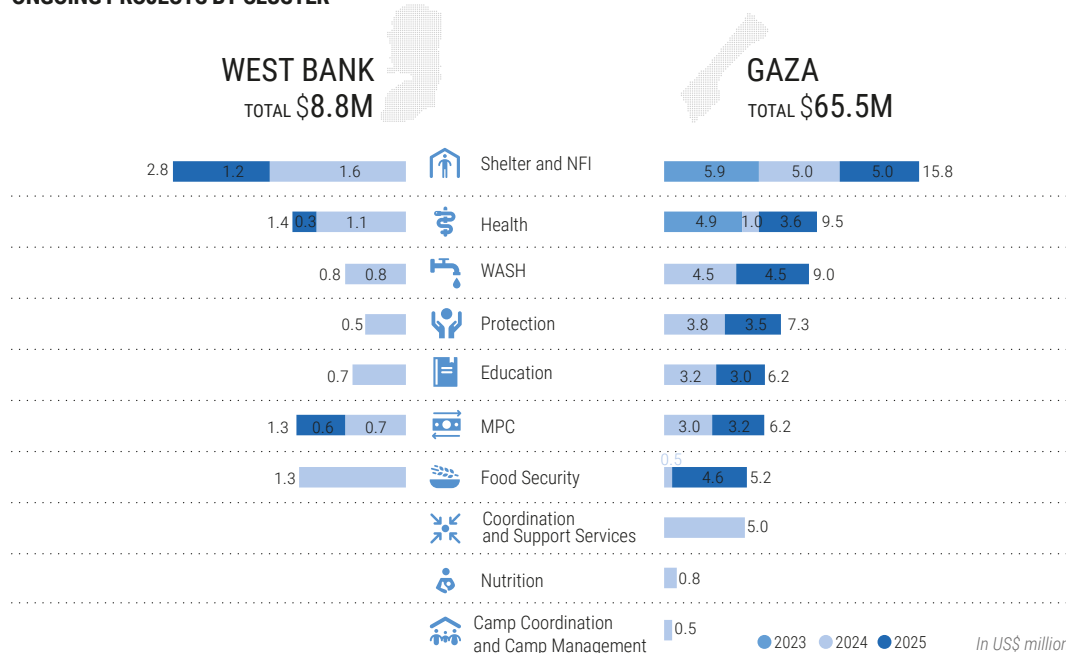 ONGOING PROJECTS BY CLUSTER
WEST BANK
TOTAL $8.8M
GAZA
TOTAL $65.5M
2.8 1.2 1.6 Shelter and NFI 5.9 5.0 5.0 15.8
1.4 0.3 1.1 Health 4.9 1.0 3.6 9.5
0.8 0.8 WASH 4.5 4.5 9.0
0.5 Protection 3.8 3.5 7.3
0.7 Education 3.2 3.0 6.2
1.3 0.6 0.7 MPC 3.0 3.2 6.2
0.5
1.3 Food Security 4.6 5.2
Coordination
and Support Services 5.0
Nutrition 0.8
Camp Coordination
and Camp Management 0.5
2023 2024 2025 In US$ million